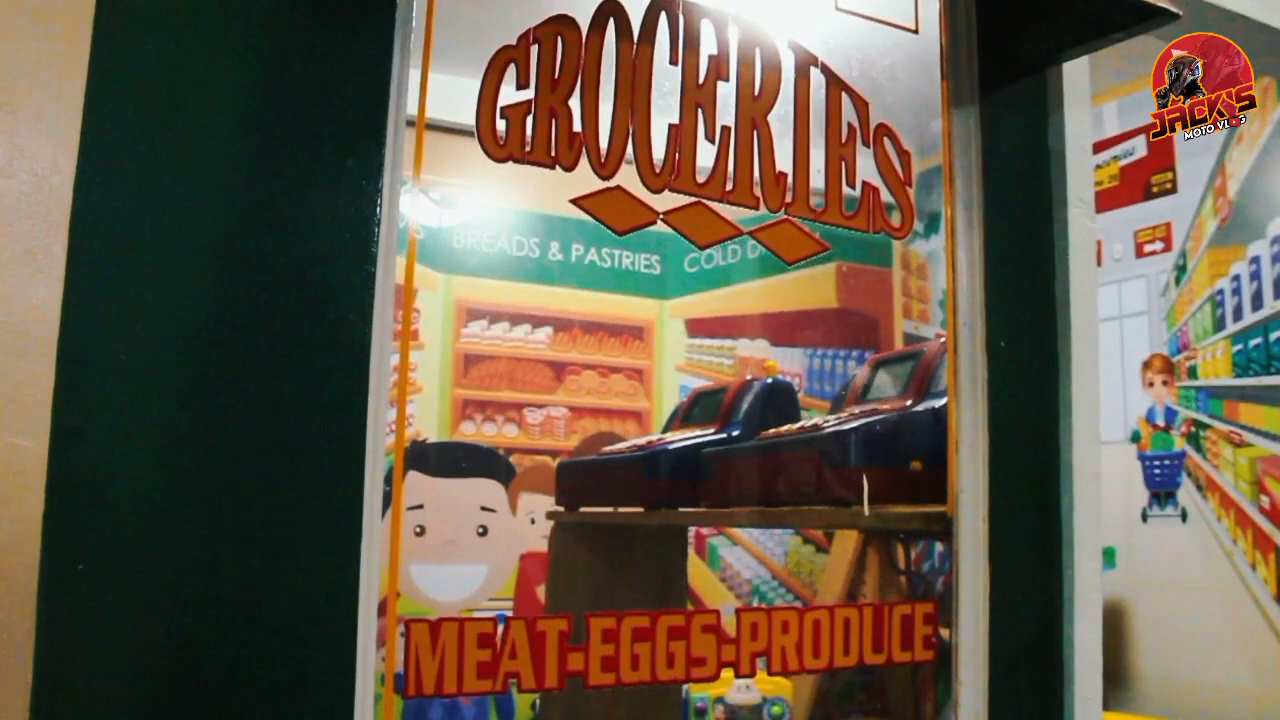 GROCERIES
BREADS & PASTRIES
COLD
MEAT-EGGS-PRODUCE
JACK'S
MOTO VLOG